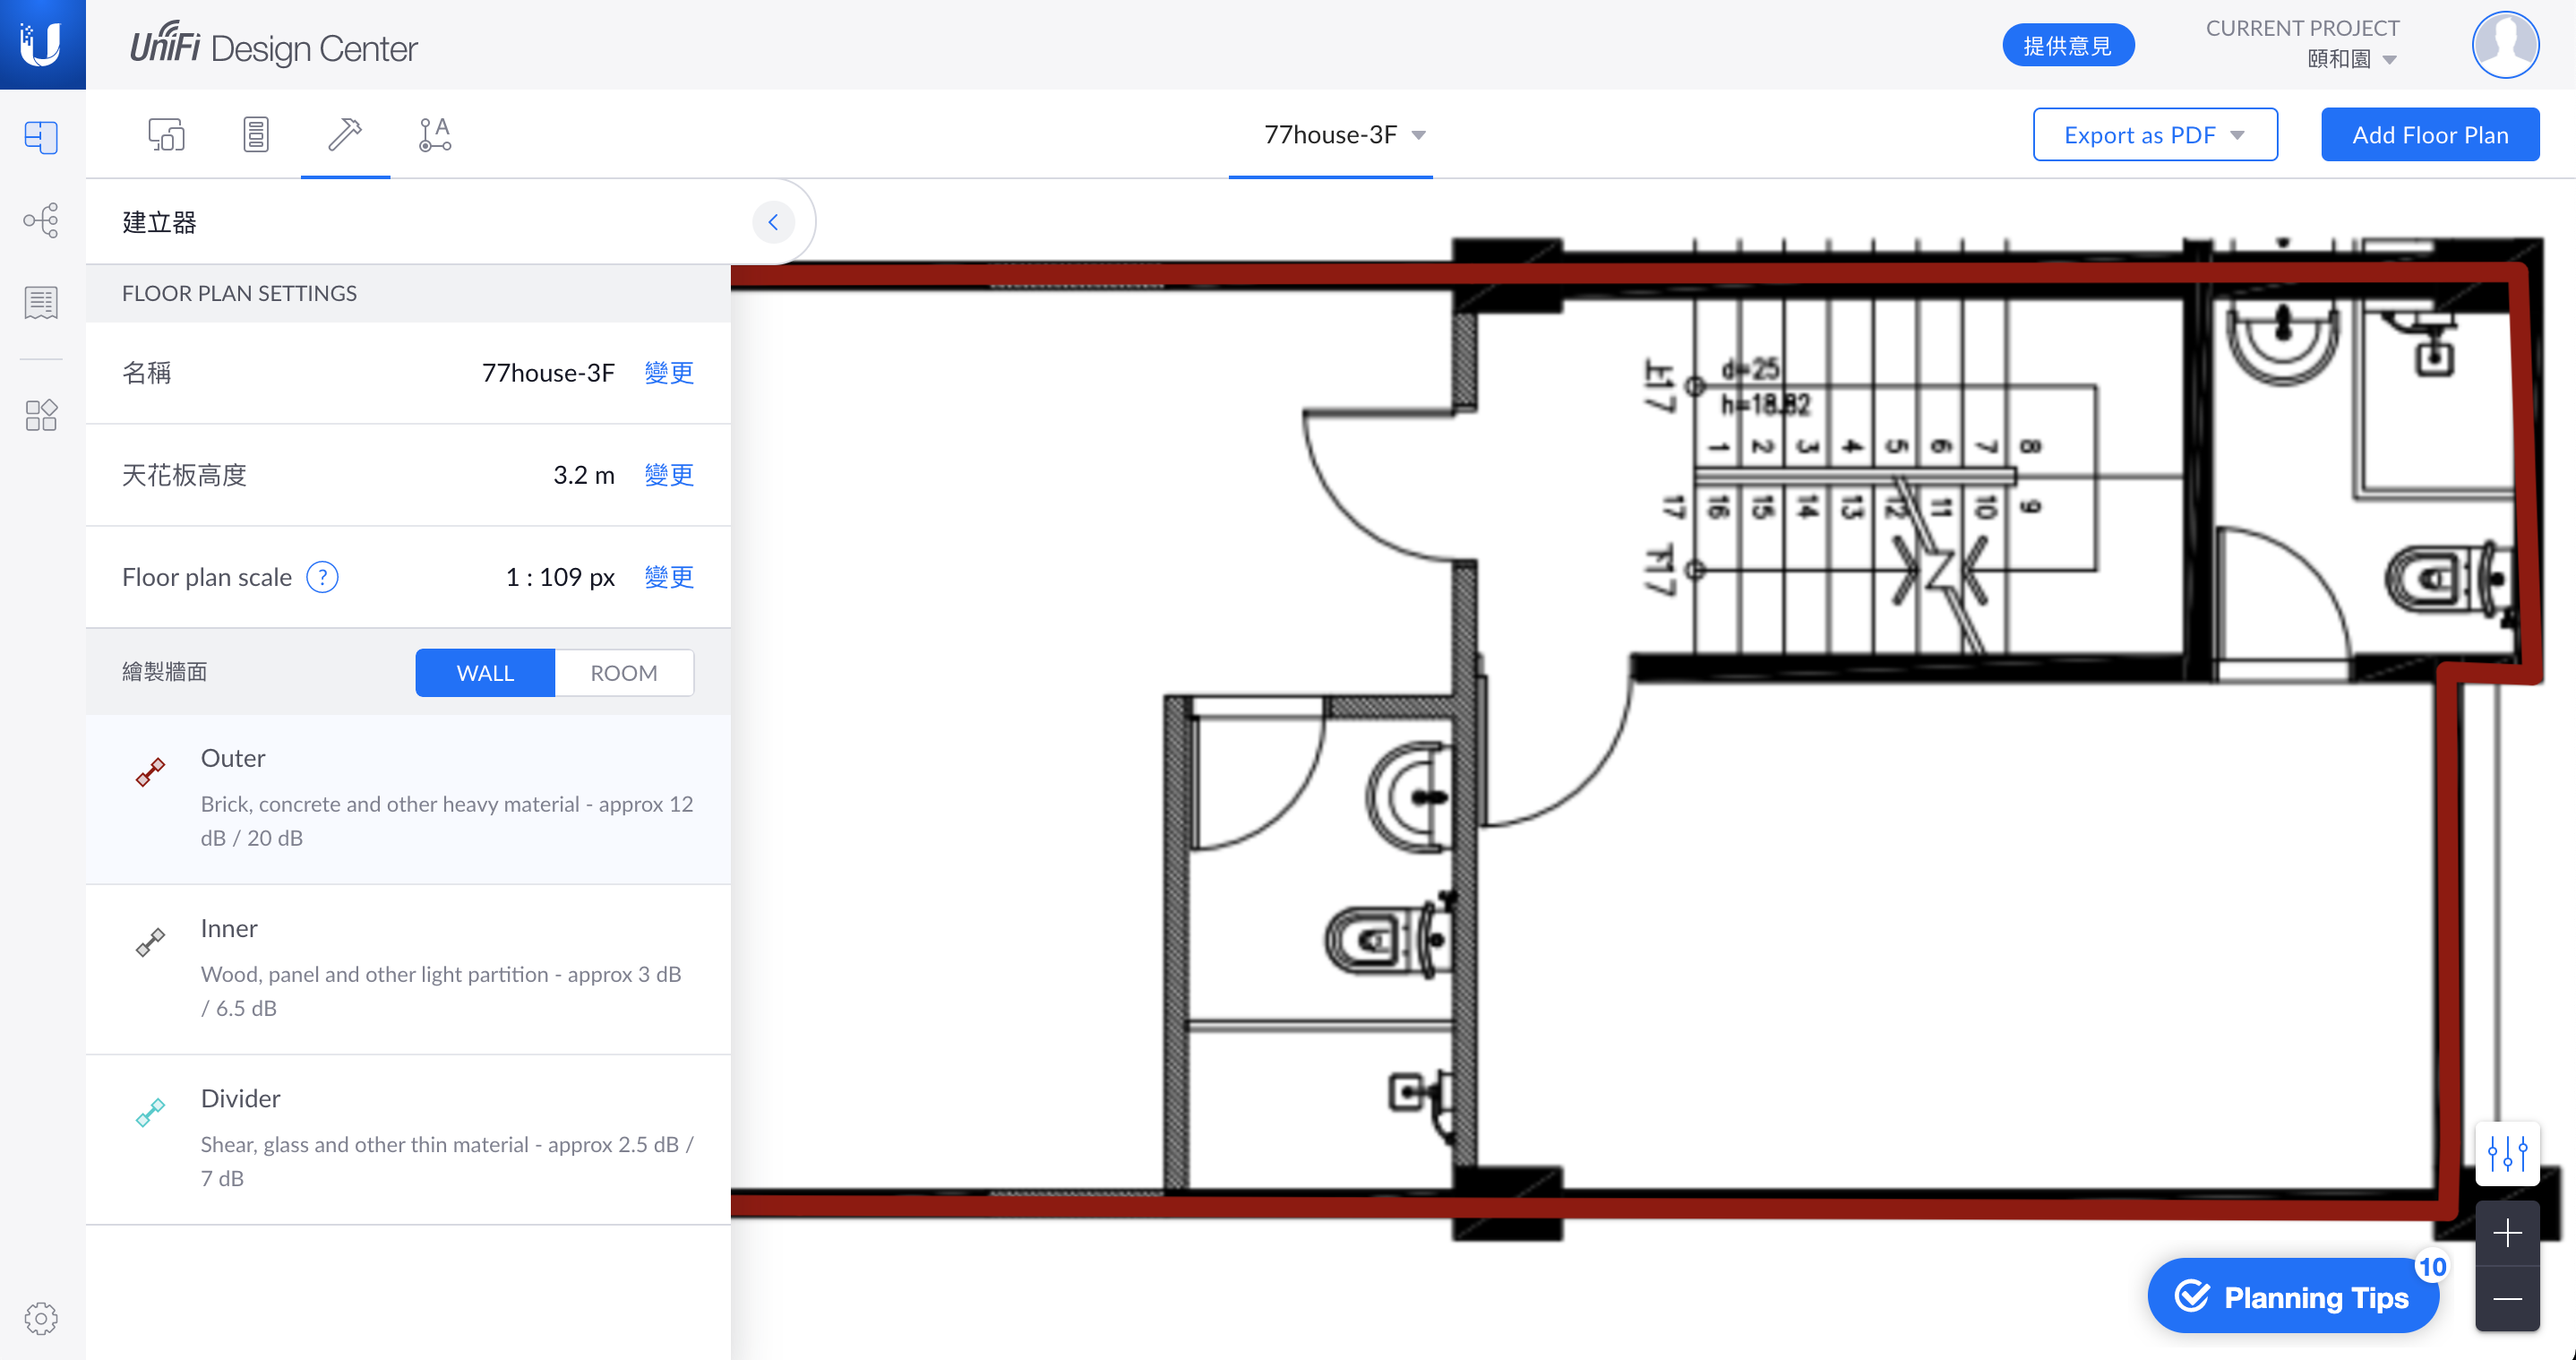 UniFi Design Center
提供意見
CURRENT PROJECT
頤和園
77house-3F
Export as PDF
Add Floor Plan
建立器
FLOOR PLAN SETTINGS
名稱
77house-3F
變更
天花板高度
3.2 m
變更
Floor plan scale
?
1 : 109 px
變更
繪製牆面
WALL
ROOM
Outer
Brick, concrete and other heavy material - approx 12
dB / 20 dB
Inner
Wood, panel and other light partition - approx 3 dB
/ 6.5 dB
Divider
Shear, glass and other thin material - approx 2.5 dB /
7 dB
上17
d=25
h=18.82
1 2 3 4 5 6 7 8
17 16 15 14 13 12 11 10 9
下17
Planning Tips
10